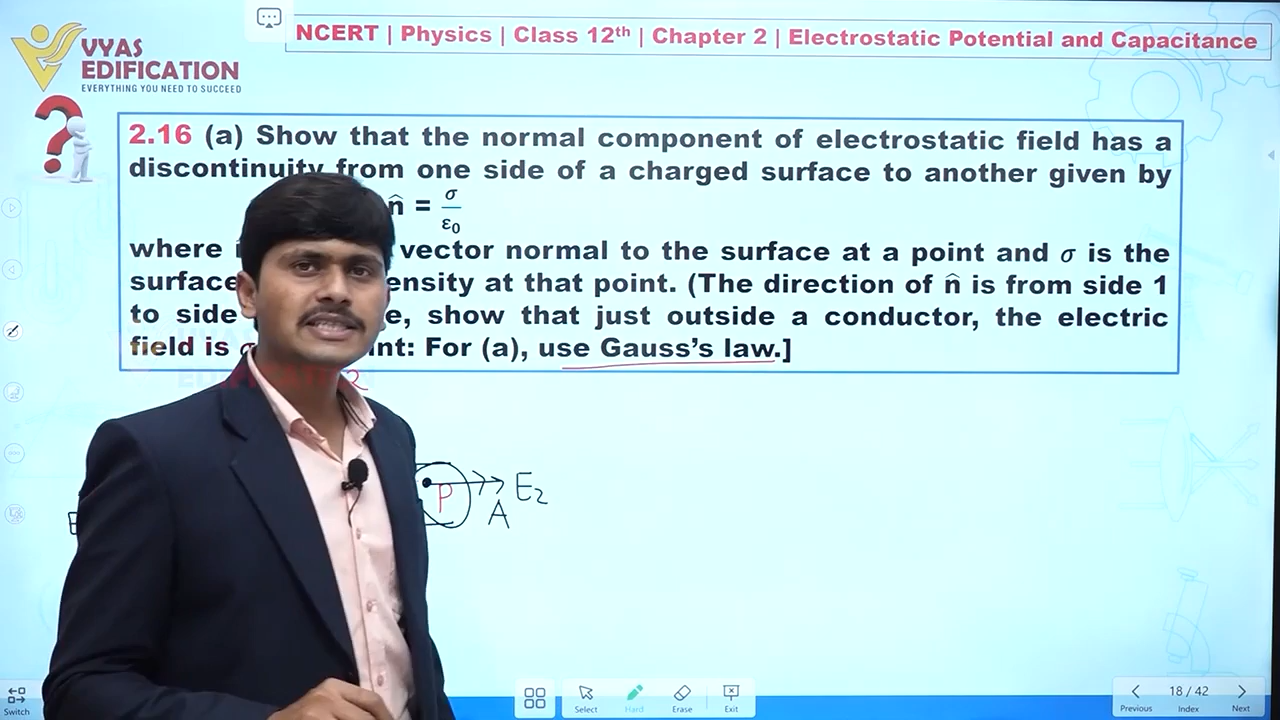 VYAS
EDIFICATION
EVERYTHING YOU NEED TO SUCCEED
NCERT | Physics | Class 12th | Chapter 2 | Electrostatic Potential and Capacitance
2.16 (a) Show that the normal component of electrostatic field has a
discontinuity from one side of a charged surface to another given by
n̂ = σ/ε₀
where vector normal to the surface at a point and σ is the
surface ensity at that point. (The direction of n̂ is from side 1
to side e, show that just outside a conductor, the electric
field is nt: For (a), use Gauss's law.]
2
P
E₂
A
E
Switch
Select
Hard
Erase
Exit
Previous
18 / 42
Index
Next